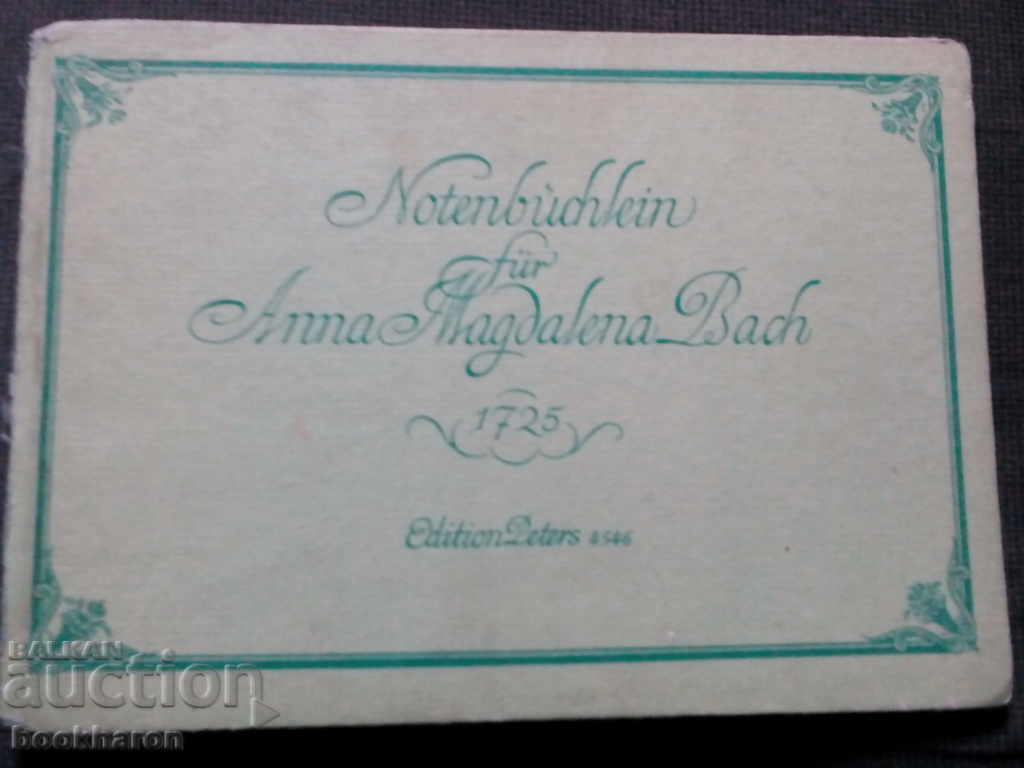 Notenbüchlein
für
Anna Magdalena Bach
1725
Edition Peters 4546
BALKAN
auction
bookharon